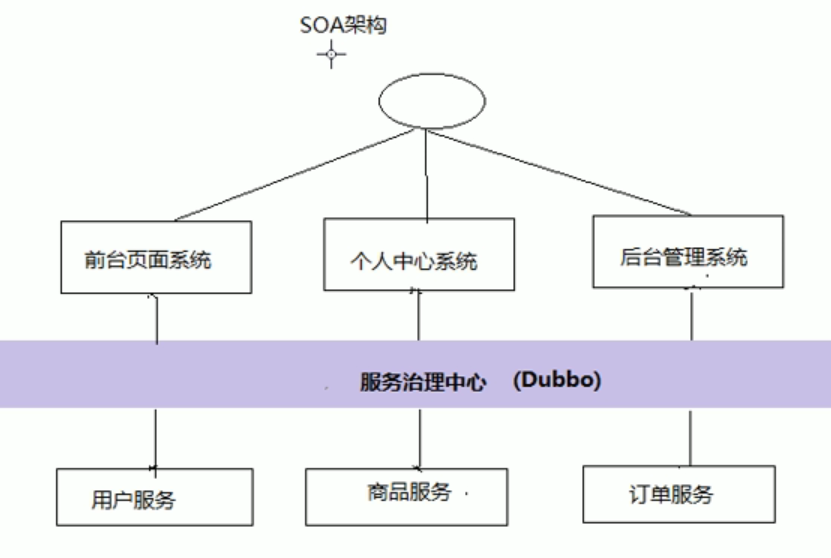 SOA架构
前台页面系统
个人中心系统
后台管理系统
服务治理中心 (Dubbo)
用户服务
商品服务
订单服务